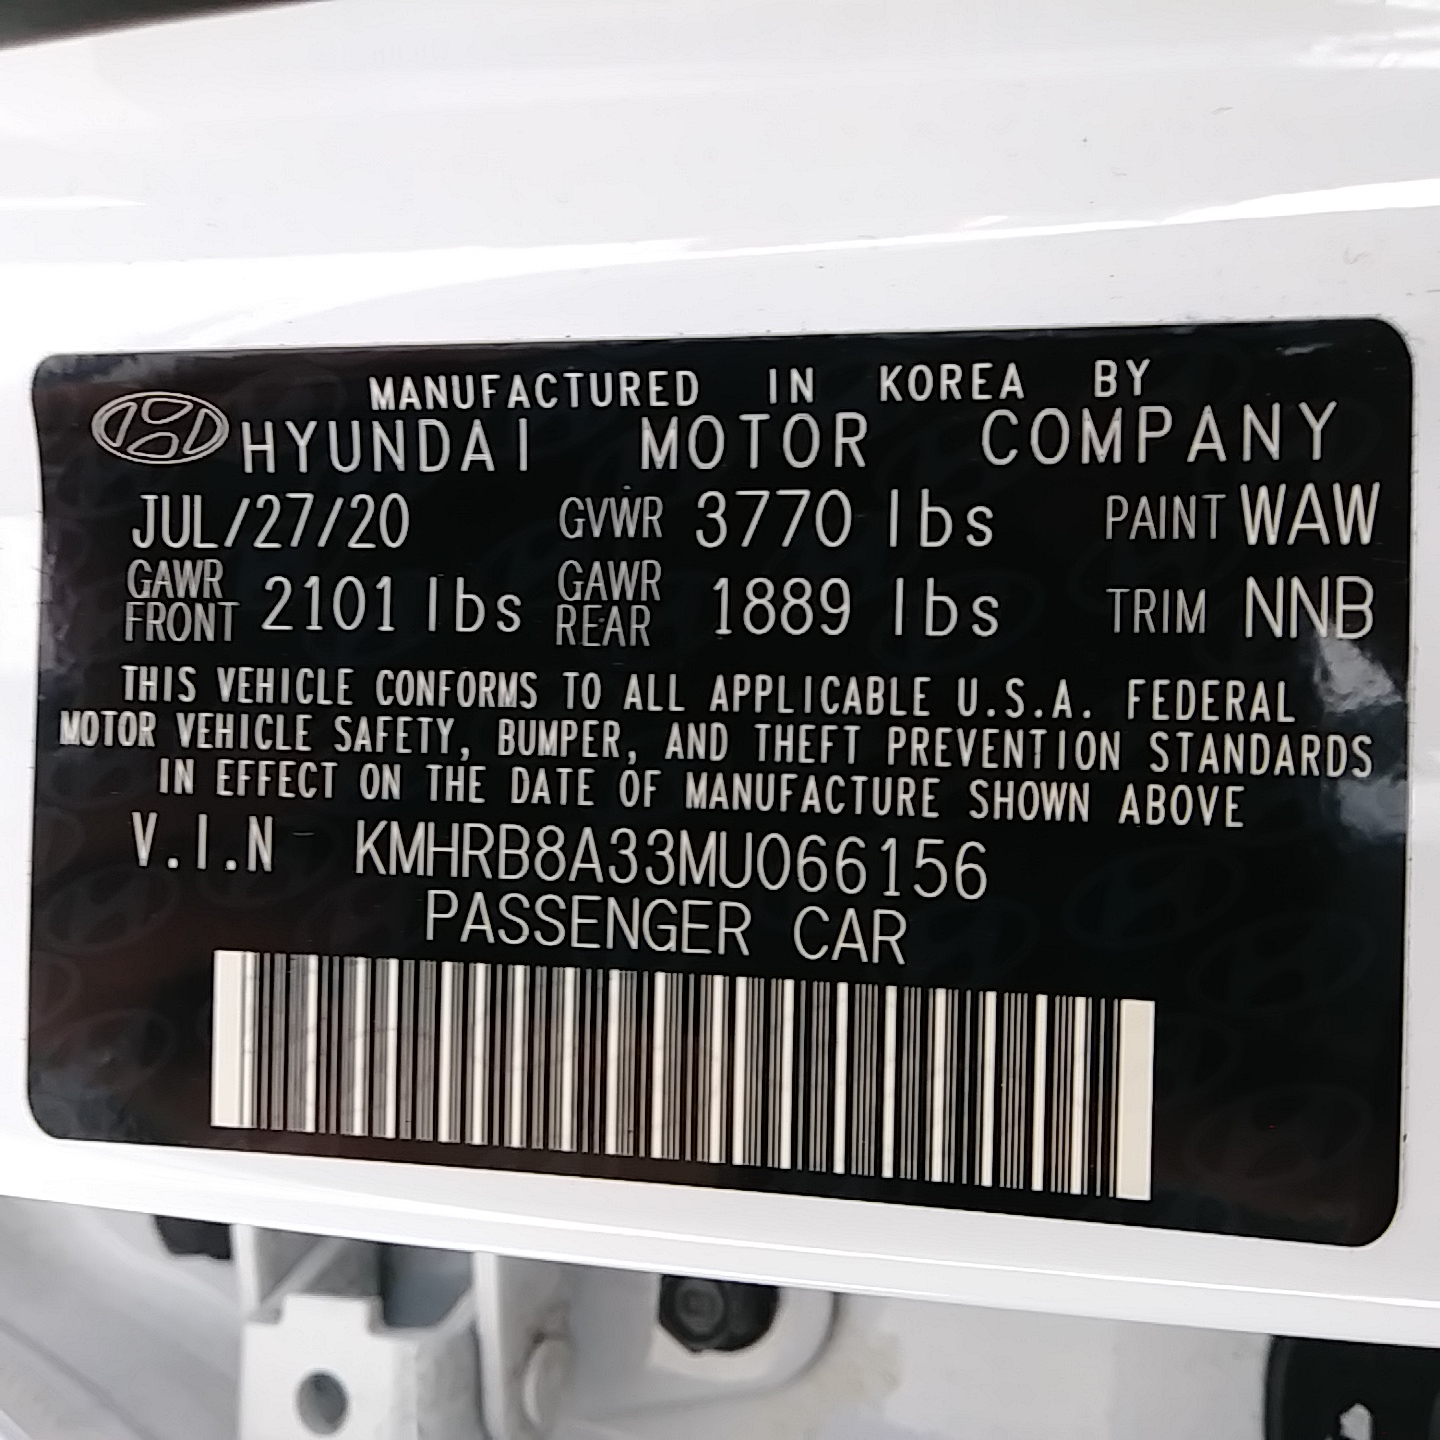 MANUFACTURED IN KOREA BY
HYUNDAI MOTOR COMPANY
JUL/27/20 GVWR 3770 lbs PAINT WAW
GAWR FRONT 2101 lbs GAWR REAR 1889 lbs TRIM NNB
THIS VEHICLE CONFORMS TO ALL APPLICABLE U.S.A. FEDERAL
MOTOR VEHICLE SAFETY, BUMPER, AND THEFT PREVENTION STANDARDS
IN EFFECT ON THE DATE OF MANUFACTURE SHOWN ABOVE
V.I.N KMHRB8A33MU066156
PASSENGER CAR